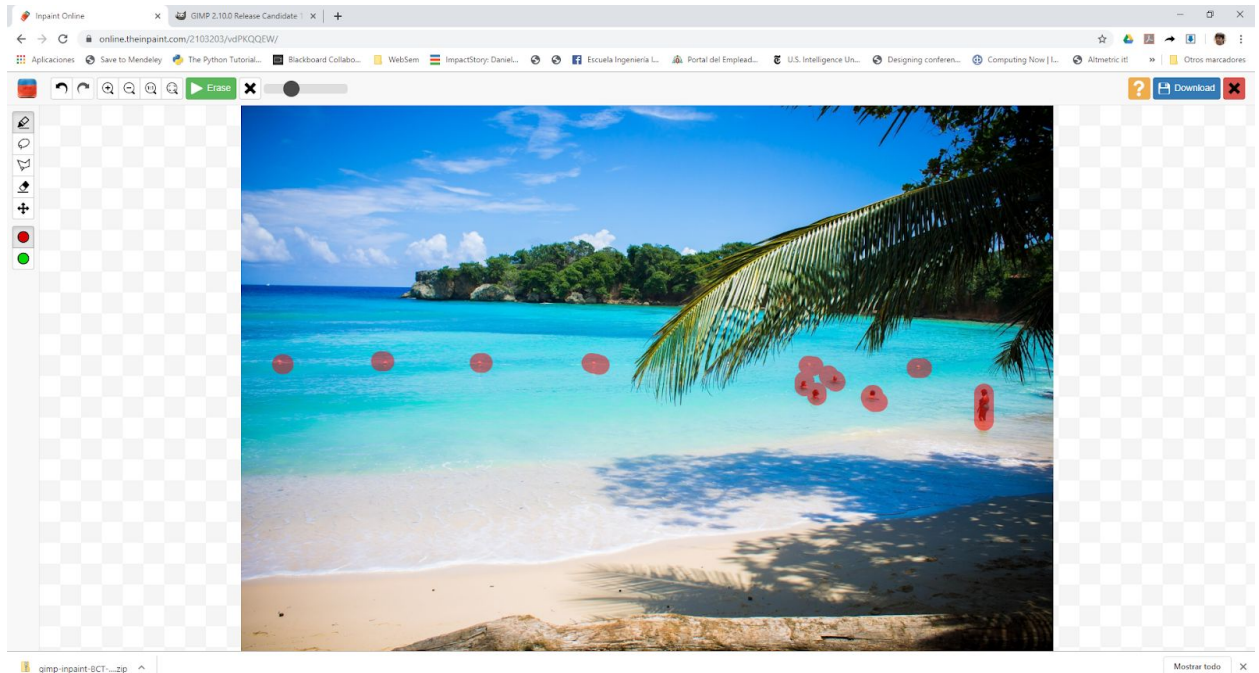 Inpaint Online
GIMP 2.10.0 Release Candidate 1
online.theinpaint.com/2103203/vdPKQQEW/
Aplicaciones Save to Mendeley The Python Tutorial... Blackboard Collabo... WebSem ImpactStory: Daniel... Escuela Ingeniería I... Portal del Emplead... U.S. Intelligence Un... Designing conferen... Computing Now | I... Altmetric it! » Otros marcadores
Erase ? Download
gimp-inpaint-BCT-....zip Mostrar todo